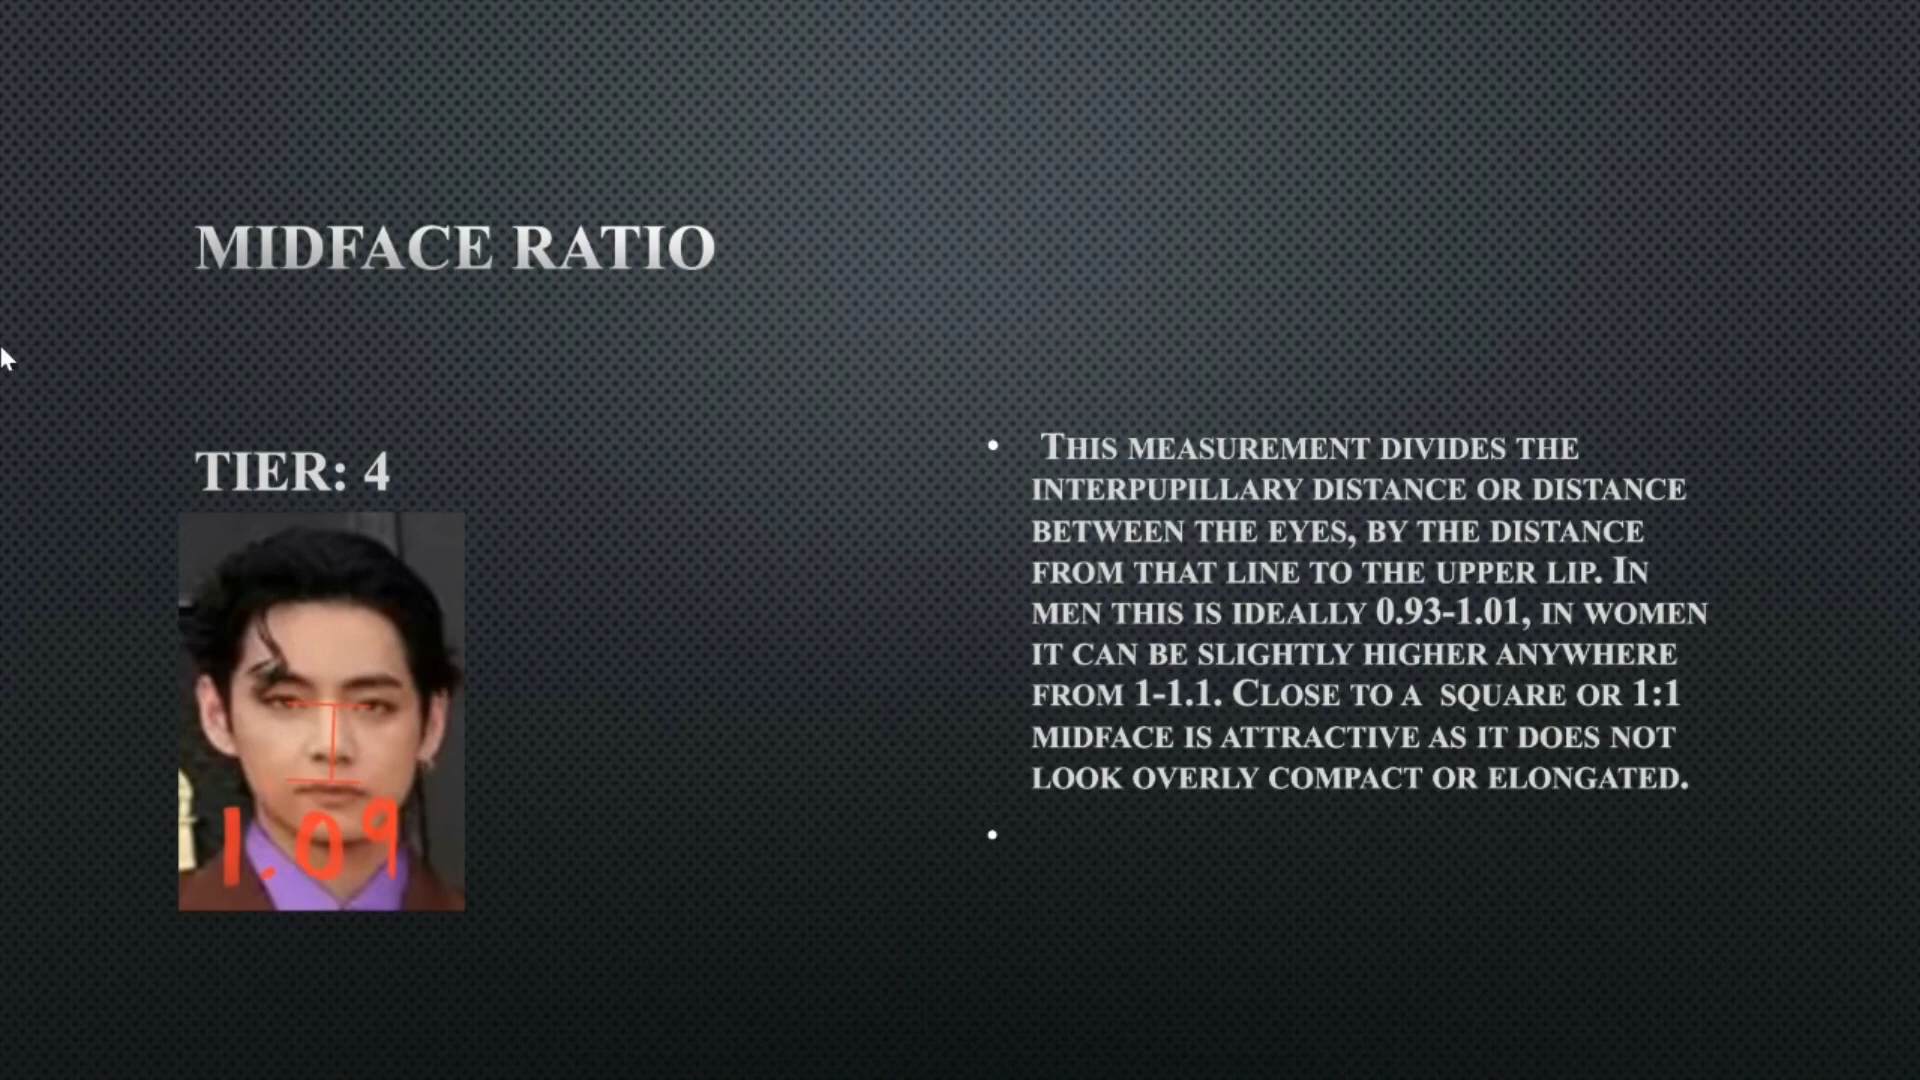 MIDFACE RATIO
TIER: 4
1.09
• THIS MEASUREMENT DIVIDES THE
INTERPUPILLARY DISTANCE OR DISTANCE
BETWEEN THE EYES, BY THE DISTANCE
FROM THAT LINE TO THE UPPER LIP. IN
MEN THIS IS IDEALLY 0.93-1.01, IN WOMEN
IT CAN BE SLIGHTLY HIGHER ANYWHERE
FROM 1-1.1. CLOSE TO A SQUARE OR 1:1
MIDFACE IS ATTRACTIVE AS IT DOES NOT
LOOK OVERLY COMPACT OR ELONGATED.
•